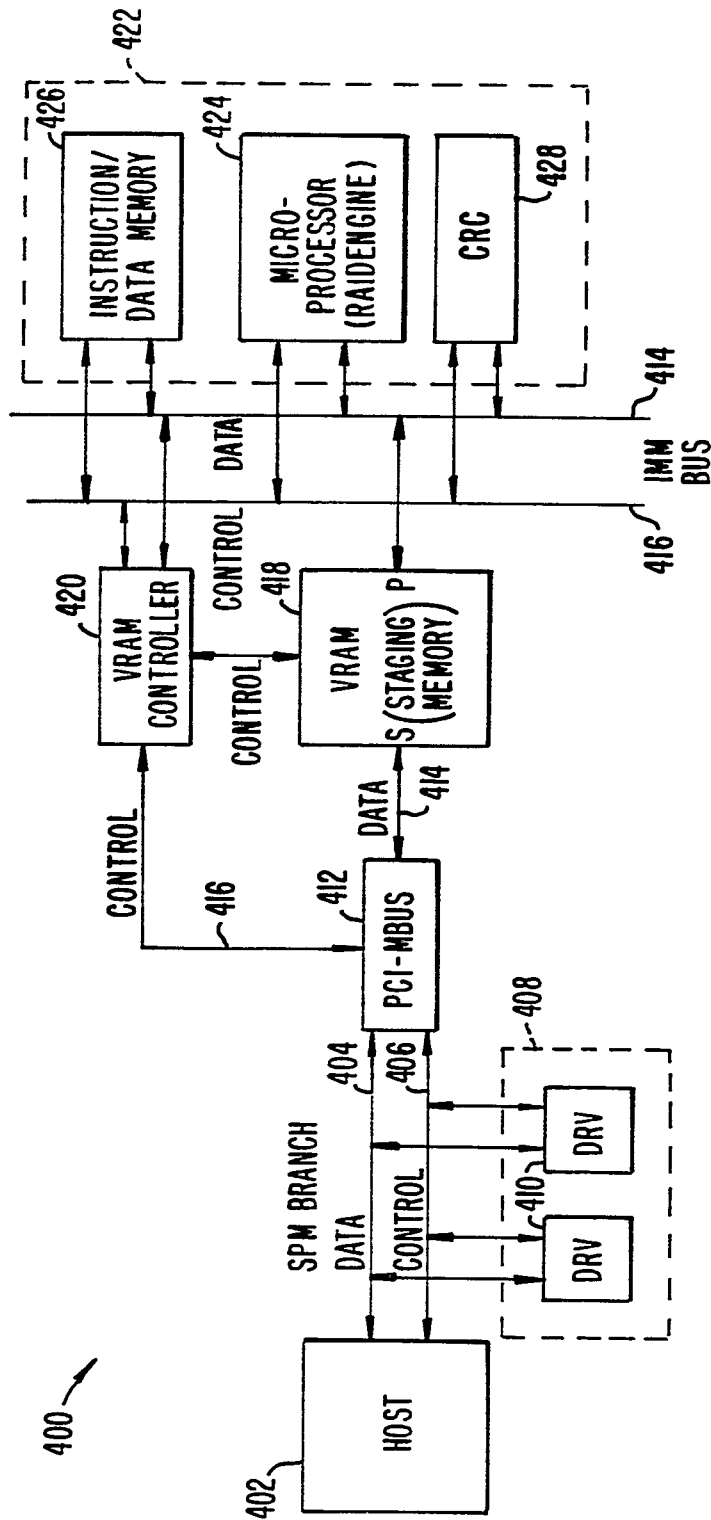 400
402
HOST
SPM BRANCH
DATA
404
CONTROL
406
408
410
DRV
DRV
412
PCI-MBUS
CONTROL
416
DATA
414
420
VRAM
CONTROLLER
CONTROL
418
VRAM
S (STAGING MEMORY) P
CONTROL
DATA
IMM
BUS
416
414
422
426
INSTRUCTION/
DATA MEMORY
424
MICRO-
PROCESSOR
(RAIDENGINE)
428
CRC